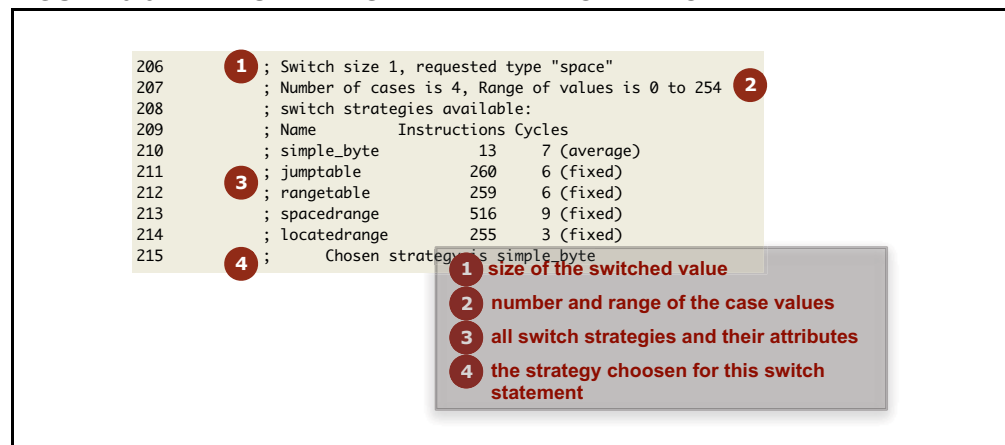 206 1 ; Switch size 1, requested type "space"
207 ; Number of cases is 4, Range of values is 0 to 254 2
208 ; switch strategies available:
209 ; Name Instructions Cycles
210 ; simple_byte 13 7 (average)
211 ; jumptable 260 6 (fixed)
212 3 ; rangetable 259 6 (fixed)
213 ; spacedrange 516 9 (fixed)
214 ; locatedrange 255 3 (fixed)
215 4 ; Chosen strategy is simple_byte
1 size of the switched value
2 number and range of the case values
3 all switch strategies and their attributes
4 the strategy choosen for this switch
statement